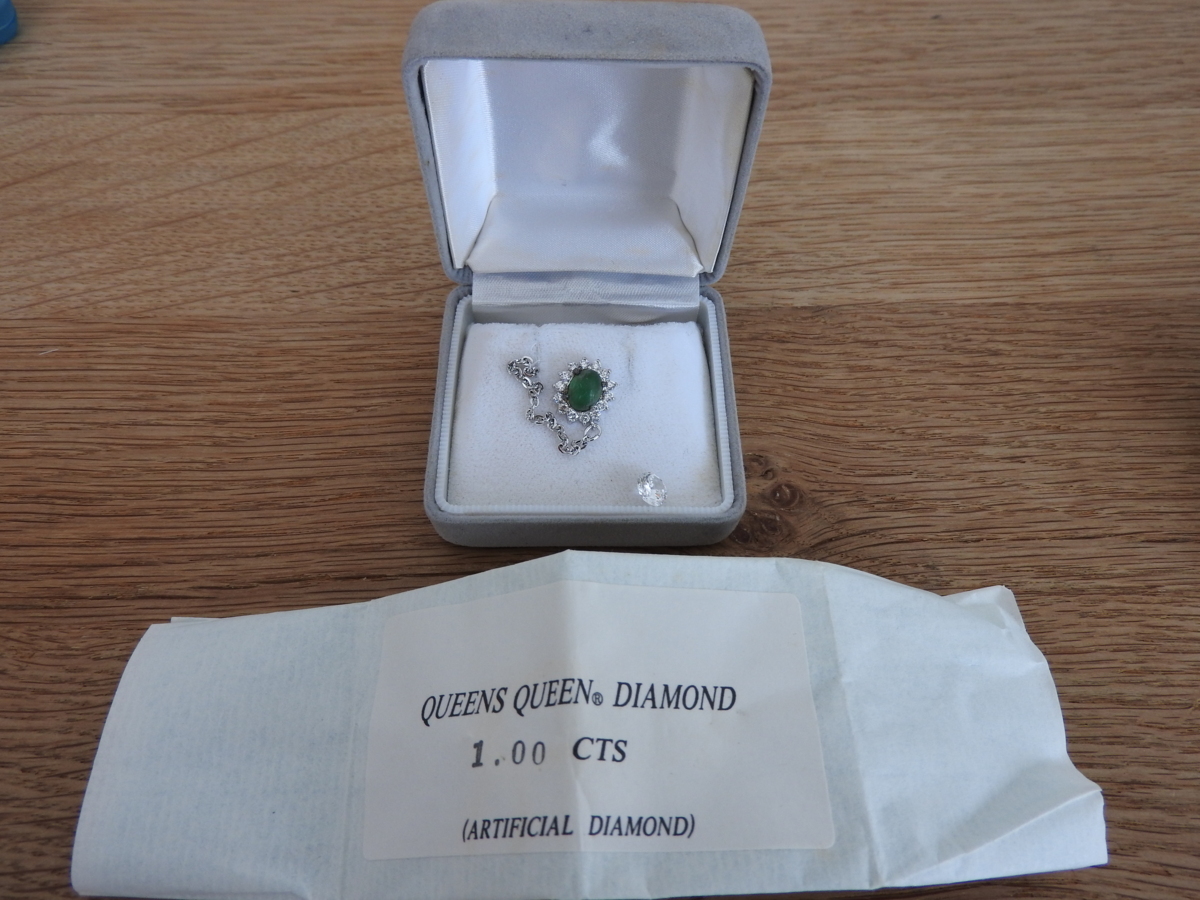 QUEENS QUEEN® DIAMOND
1.00 CTS
(ARTIFICIAL DIAMOND)